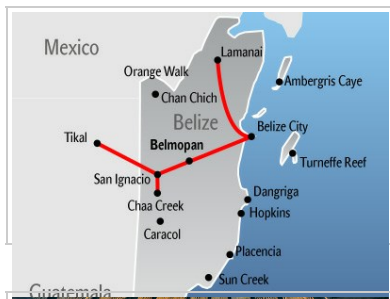 Mexico
Lamanai
Orange Walk
Ambergris Caye
Chan Chich
Belize
Belize City
Tikal
Belmopan
Turneffe Reef
San Ignacio
Chaa Creek
Dangriga
Hopkins
Caracol
Placencia
Sun Creek
Guatemala